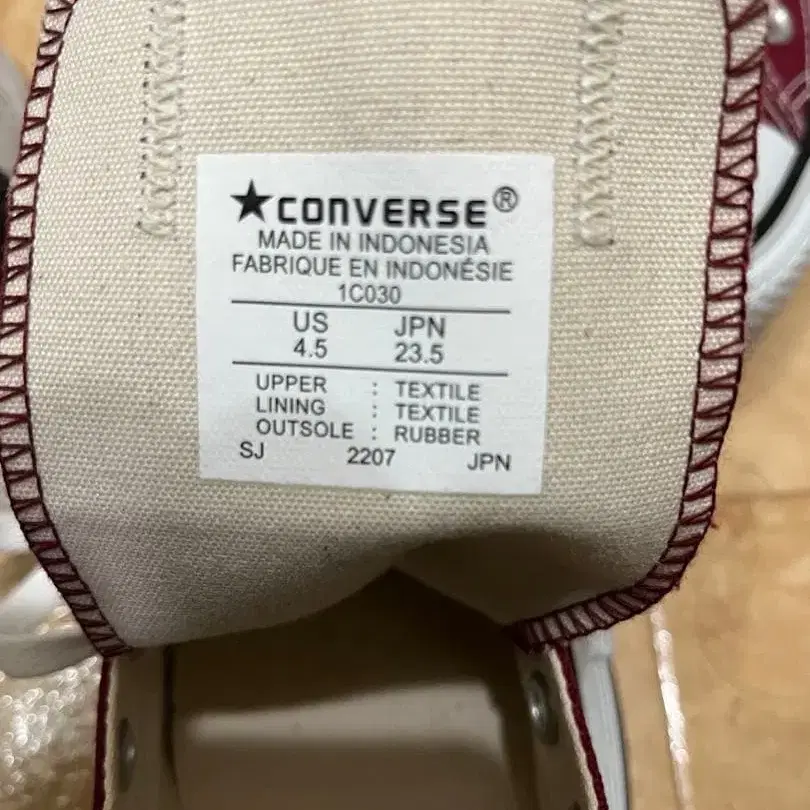 ★CONVERSE®
MADE IN INDONESIA
FABRIQUE EN INDONÉSIE
1C030
US JPN
4.5 23.5
UPPER : TEXTILE
LINING : TEXTILE
OUTSOLE : RUBBER
SJ 2207 JPN